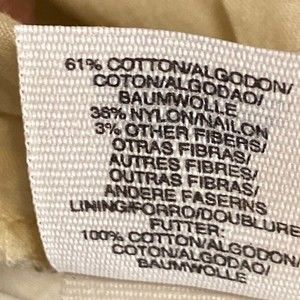 61% COTTON/ALGODON/
COTON/ALGODAO/
BAUMWOLLE
36% NYLON/NAILON
3% OTHER FIBERS/
OTRAS FIBRAS/
AUTRES FIBRES/
OUTRAS FIBRAS/
ANDERE FASERNS
LINING/FORRO/DOUBLURE
FUTTER:
100% COTTON/ALGODON/
COTON/ALGODAO/
BAUMWOLLE